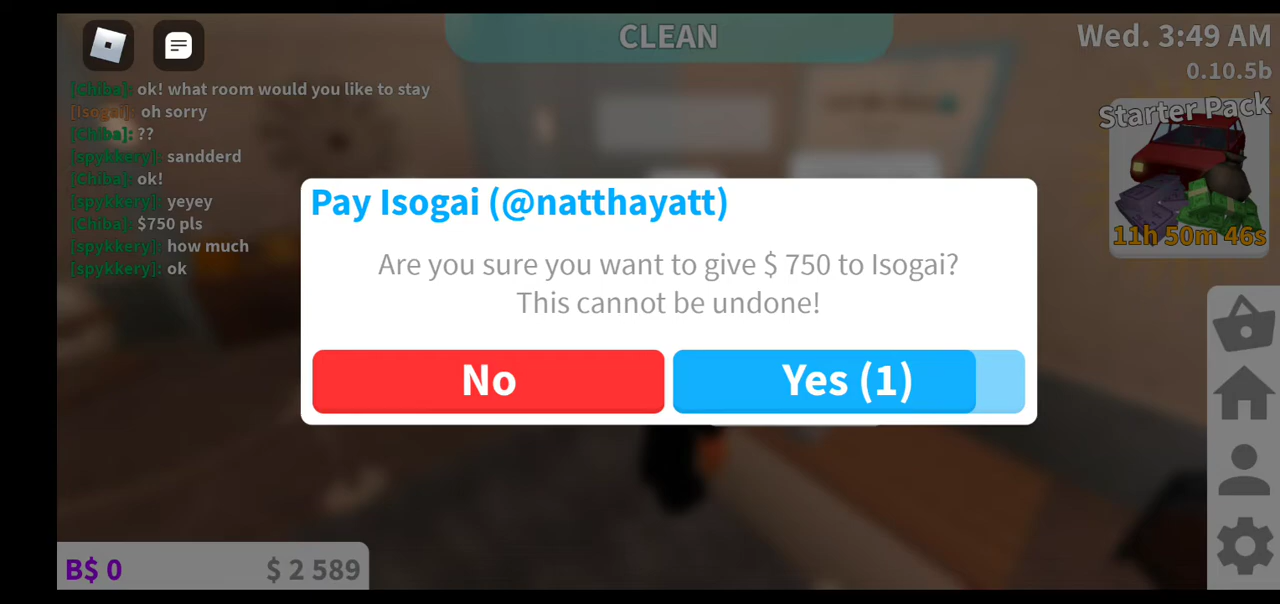 CLEAN
Wed. 3:49 AM
0.10.5b
[Chiba]: ok! what room would you like to stay
[Isogai]: oh sorry
[Chiba]: ??
[spykkery]: sandderd
[Chiba]: ok!
[spykkery]: yeyey
[Chiba]: $750 pls
[spykkery]: how much
[spykkery]: ok
Starter Pack
11h 50m 46s
Pay Isogai (@natthayatt)
Are you sure you want to give $ 750 to Isogai?
This cannot be undone!
No
Yes (1)
B$ 0
$ 2 589